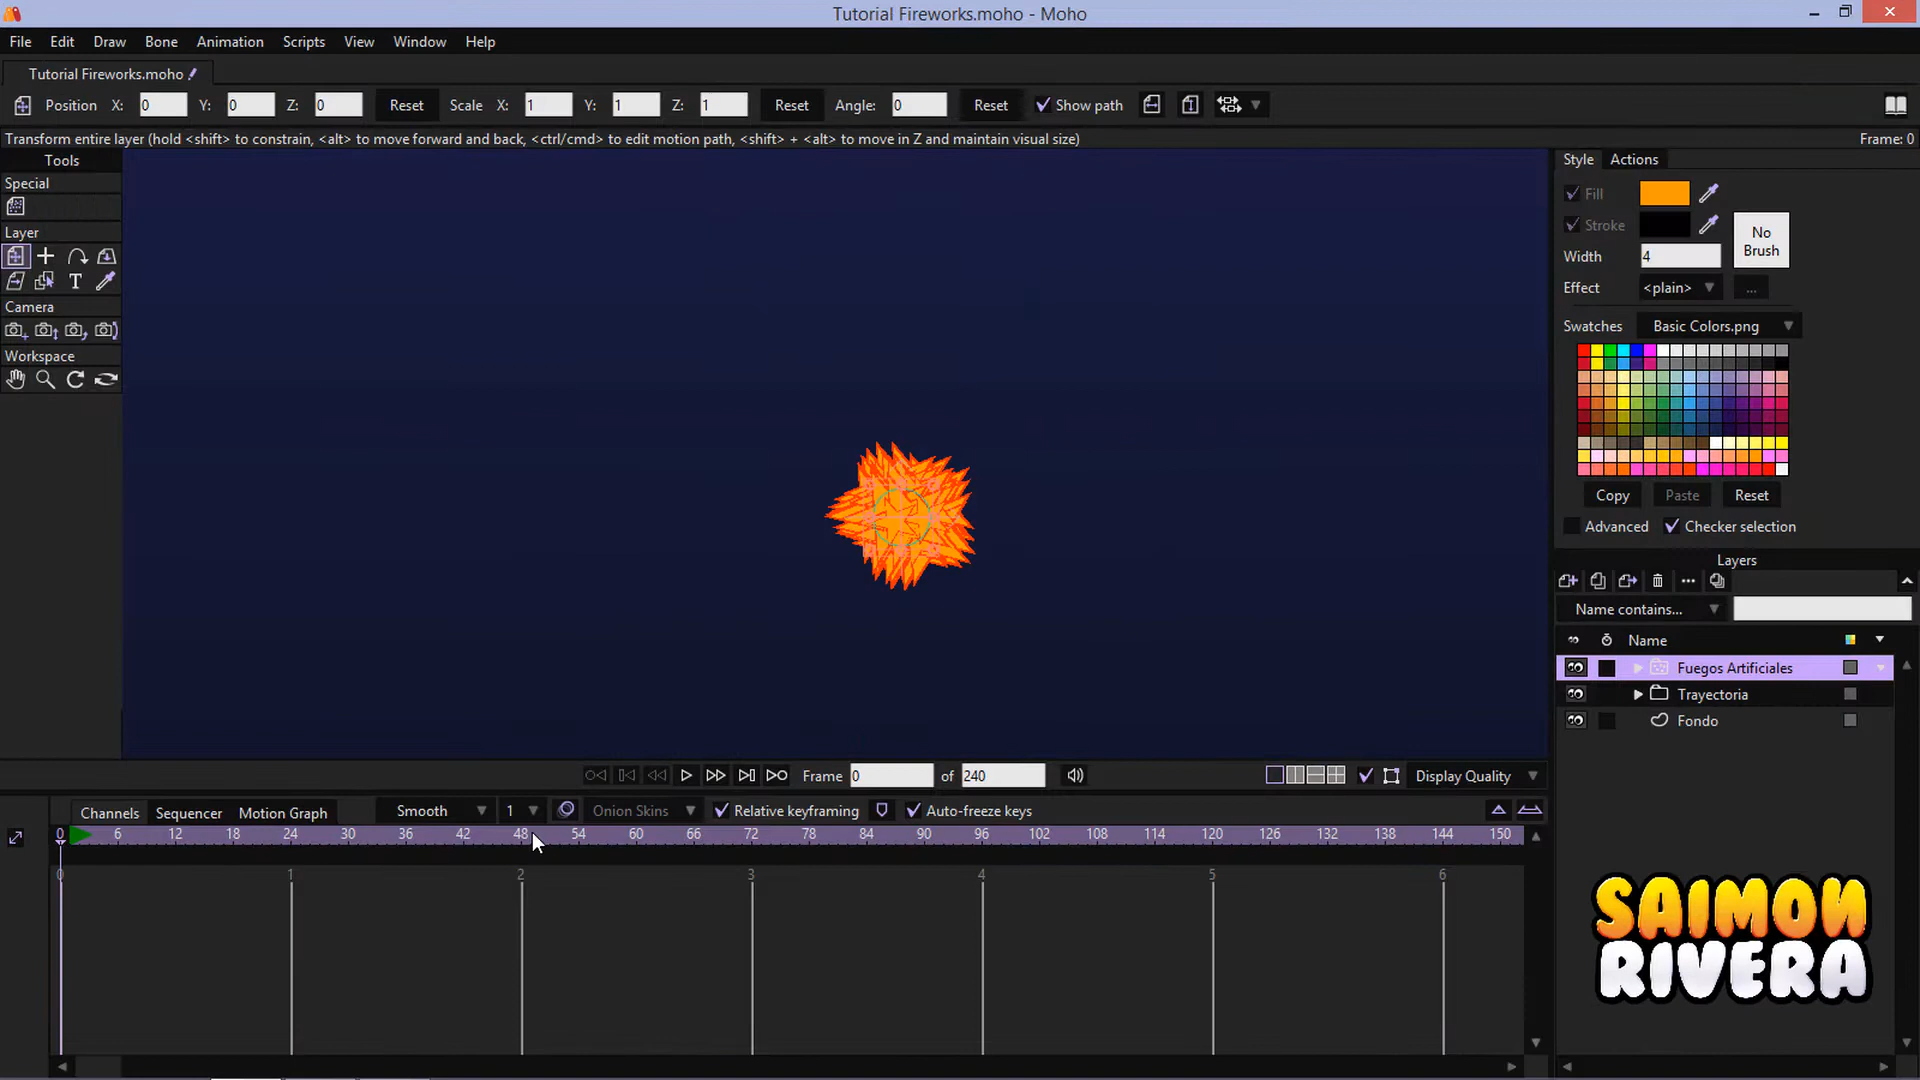 Tutorial Fireworks.moho - Moho
File Edit Draw Bone Animation Scripts View Window Help
Tutorial Fireworks.moho
Position X: 0 Y: 0 Z: 0 Reset Scale X: 1 Y: 1 Z: 1 Reset Angle: 0 Reset Show path
Transform entire layer (hold <shift> to constrain, <alt> to move forward and back, <ctrl/cmd> to edit motion path, <shift> + <alt> to move in Z and maintain visual size) Frame: 0
Tools
Special
Layer
T
Camera
Workspace
Style Actions
Fill
Stroke
No Brush
Width 4
Effect <plain> ...
Swatches Basic Colors.png
Copy Paste Reset
Advanced Checker selection
Layers
Name contains...
Name
Fuegos Artificiales
Trayectoria
Fondo
Frame 0 of 240 Display Quality
Channels Sequencer Motion Graph Smooth 1 Onion Skins Relative keyframing Auto-freeze keys
0 6 12 18 24 30 36 42 48 54 60 66 72 78 84 90 96 102 108 114 120 126 132 138 144 150
0 1 2 3 4 5 6
SAIMON
RIVERA